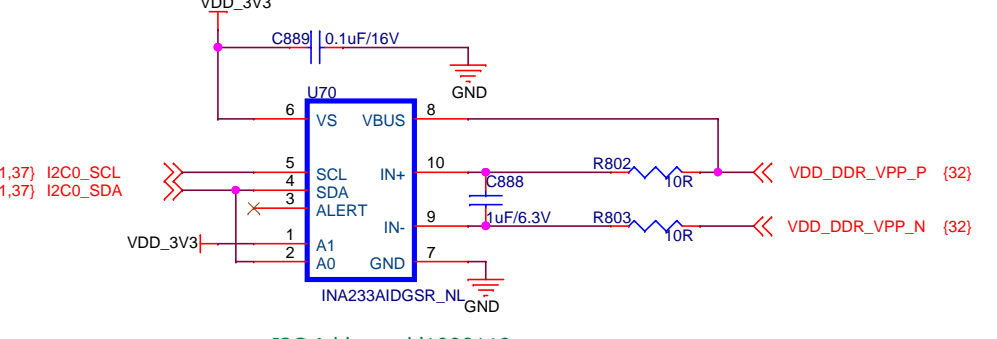 VDD_3V3
C889 0.1uF/16V
GND
U70
6 VS VBUS 8
1,37} I2C0_SCL 5 SCL IN+ 10 R802 10R VDD_DDR_VPP_P {32}
1,37} I2C0_SDA 4 SDA
C888
3 ALERT
1uF/6.3V
IN- 9 R803 10R VDD_DDR_VPP_N {32}
VDD_3V3 1 A1
2 A0 GND 7
INA233AIDGSR_NL
GND